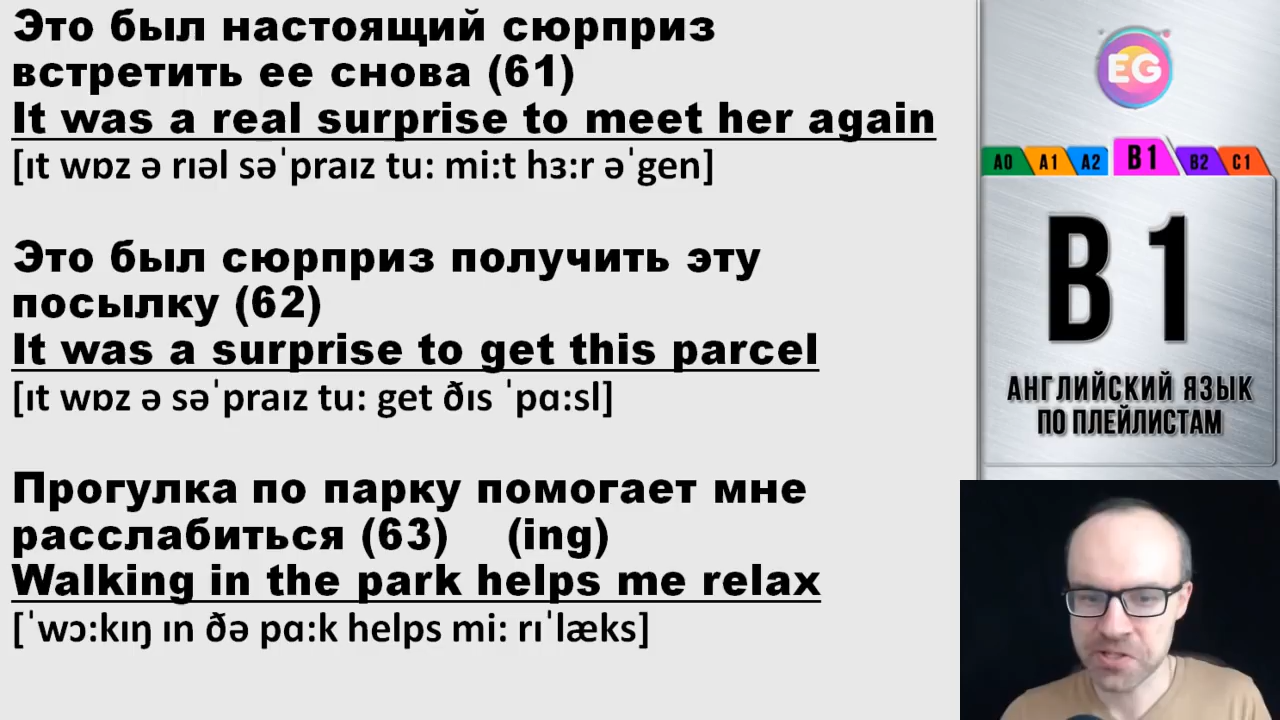 Это был настоящий сюрприз
встретить ее снова (61)
It was a real surprise to meet her again
[ɪt wɒz ə rɪəl səˈpraɪz tu: mi:t hɜ:r əˈgen]
Это был сюрприз получить эту
посылку (62)
It was a surprise to get this parcel
[ɪt wɒz ə səˈpraɪz tu: get ðɪs ˈpɑ:sl]
Прогулка по парку помогает мне
расслабиться (63) (ing)
Walking in the park helps me relax
[ˈwɔ:kɪŋ ɪn ðə pɑ:k helps mi: rɪˈlæks]
EG
A0 A1 A2 B1 B2 C1
B1
АНГЛИЙСКИЙ ЯЗЫК
ПО ПЛЕЙЛИСТАМ